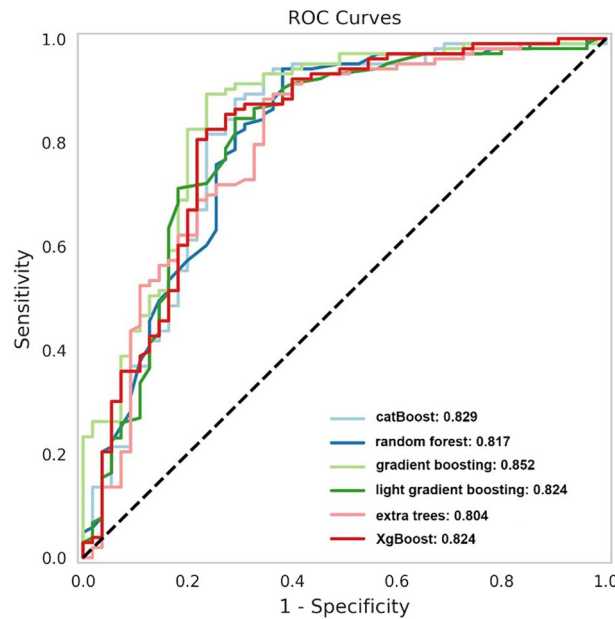 ROC Curves
1.0
0.8
0.6
0.4
0.2
0.0
Sensitivity
catBoost: 0.829
random forest: 0.817
gradient boosting: 0.852
light gradient boosting: 0.824
extra trees: 0.804
XgBoost: 0.824
0.0 0.2 0.4 0.6 0.8 1.0
1 - Specificity